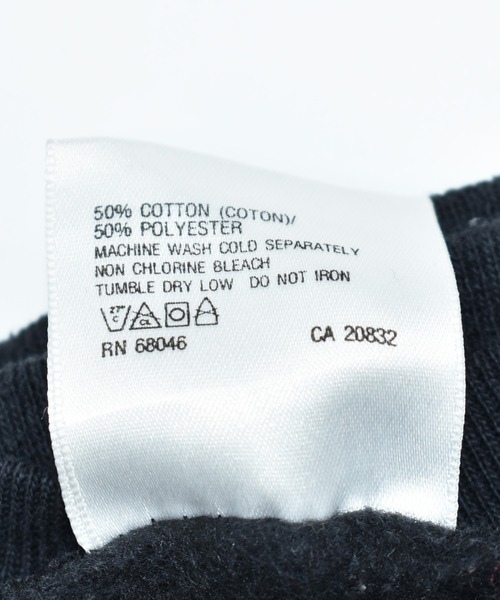 50% COTTON (COTON)/
50% POLYESTER
MACHINE WASH COLD SEPARATELY
NON CHLORINE BLEACH
TUMBLE DRY LOW DO NOT IRON
RN 68046 CA 20832